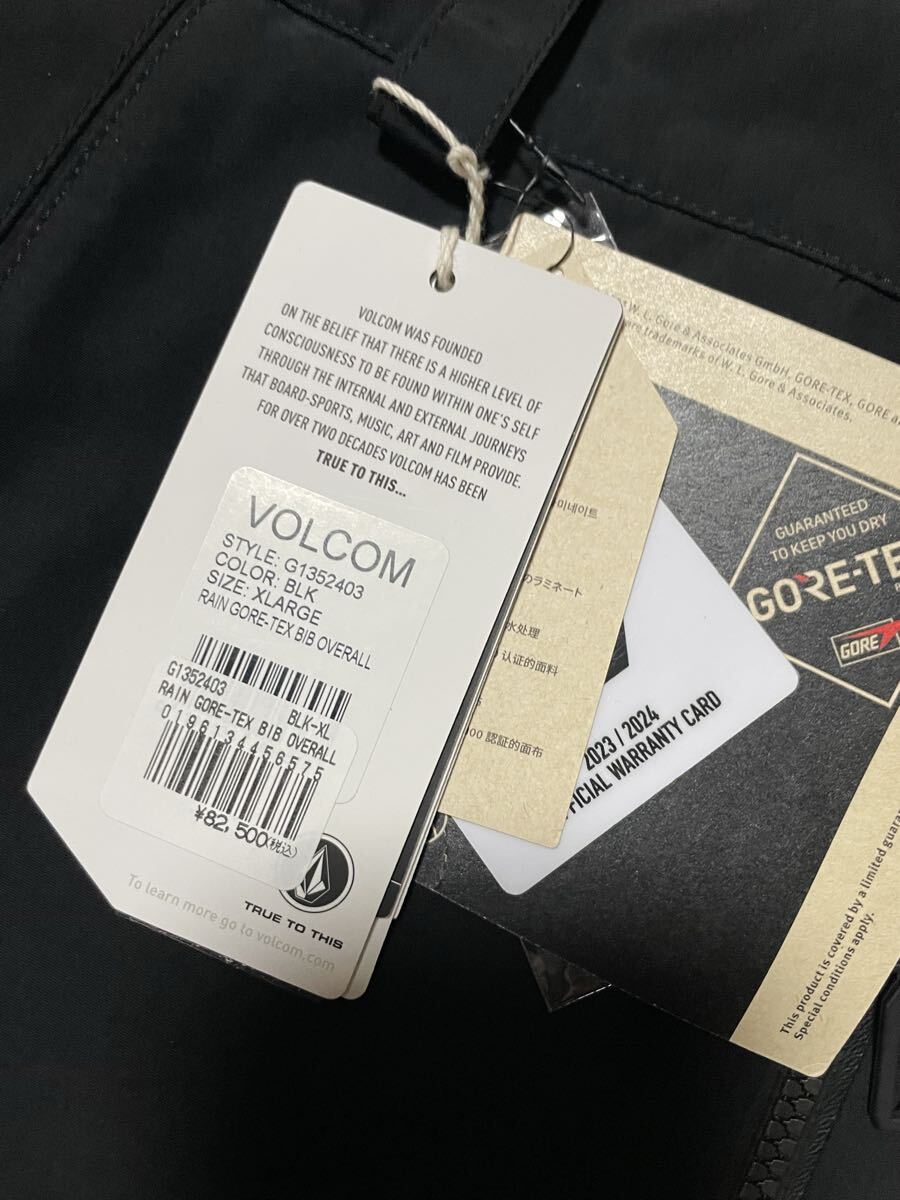 VOLCOM WAS FOUNDED
ON THE BELIEF THAT THERE IS A HIGHER LEVEL OF
CONSCIOUSNESS TO BE FOUND WITHIN ONE'S SELF
THROUGH THE INTERNAL AND EXTERNAL JOURNEYS
THAT BOARD-SPORTS, MUSIC, ART AND FILM PROVIDE.
FOR OVER TWO DECADES VOLCOM HAS BEEN
TRUE TO THIS...
VOLCOM
STYLE: G1352403
COLOR: BLK
SIZE: XLARGE
RAIN GORE-TEX BIB OVERALL
G1352403 BLK-XL
RAIN GORE-TEX BIB OVERALL
0196134456575
¥82,500(税込)
TRUE TO THIS
To learn more go to volcom.com
미네이트
のラミネート
水处理
认证的面料
00 認証的面布
2023 / 2024
FICIAL WARRANTY CARD
W. L. Gore & Associates GmbH, GORE-TEX, GORE
are trademarks of W. L. Gore & Associates.
GUARANTEED
TO KEEP YOU DRY
GORE-TE
GORE
This product is covered by a limited
Special conditions apply.